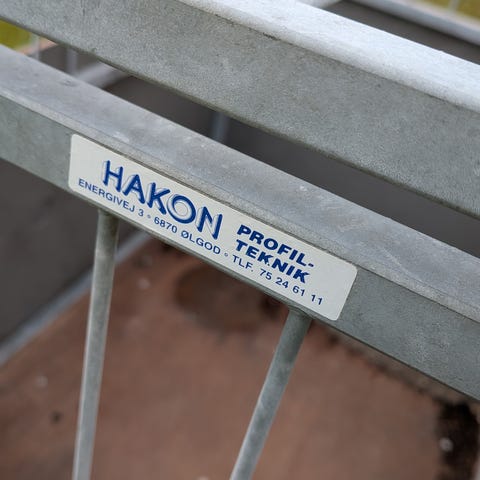 HAKON PROFIL-
TEKNIK
ENERGIVEJ 3 • 6870 ØLGOD • TLF. 75 24 61 11